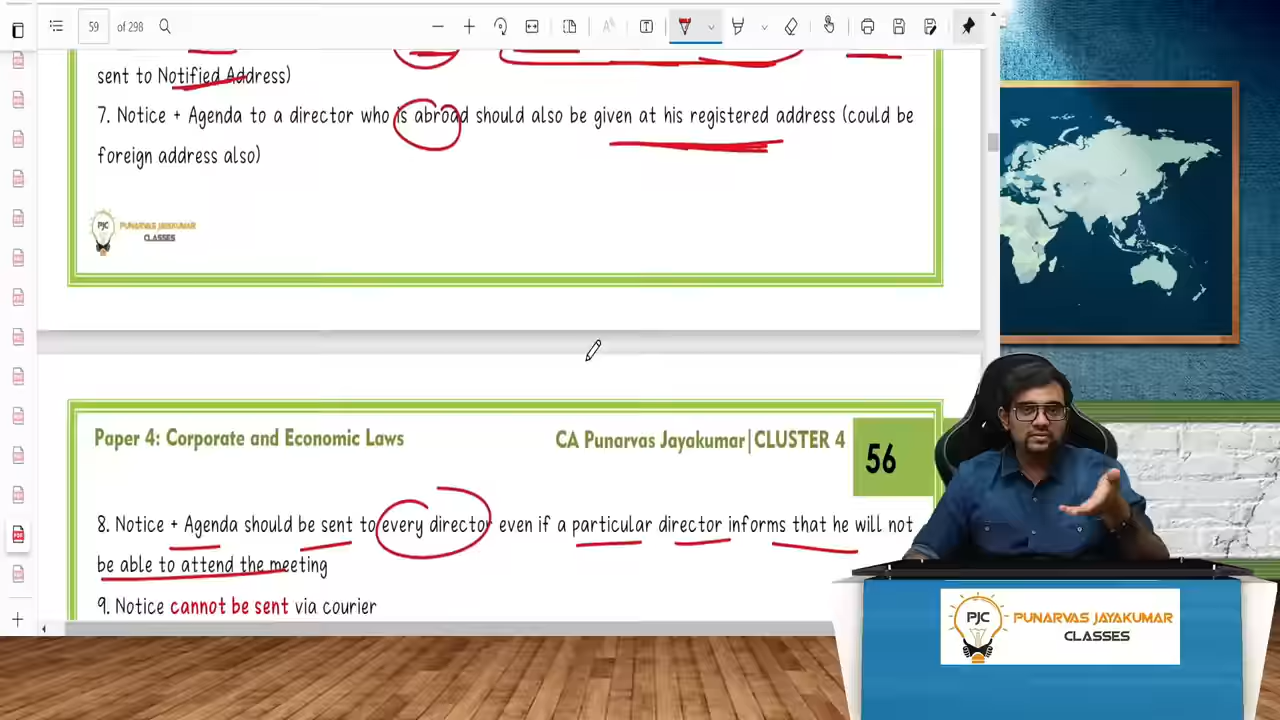 59 of 298
sent to Notified Address)
7. Notice + Agenda to a director who is abroad should also be given at his registered address (could be
foreign address also)
PJC PUNARVAS JAYAKUMAR
CLASSES
Paper 4: Corporate and Economic Laws
CA Punarvas Jayakumar|CLUSTER 4
56
8. Notice + Agenda should be sent to every director even if a particular director informs that he will not
be able to attend the meeting
9. Notice cannot be sent via courier
PJC PUNARVAS JAYAKUMAR
CLASSES